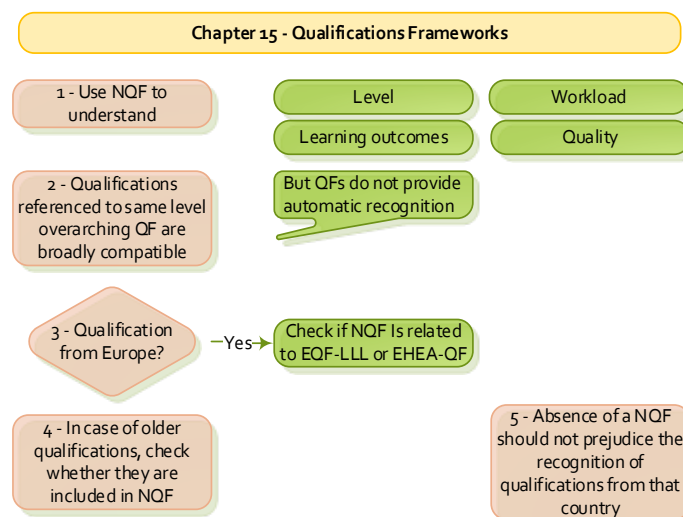 Chapter 15 - Qualifications Frameworks
1 - Use NQF to
understand
Level
Workload
Learning outcomes
Quality
2 - Qualifications
referenced to same level
overarching QF are
broadly compatible
But QFs do not provide
automatic recognition
3 - Qualification
from Europe?
Yes
Check if NQF Is related
to EQF-LLL or EHEA-QF
4 - In case of older
qualifications, check
whether they are
included in NQF
5 - Absence of a NQF
should not prejudice the
recognition of
qualifications from that
country